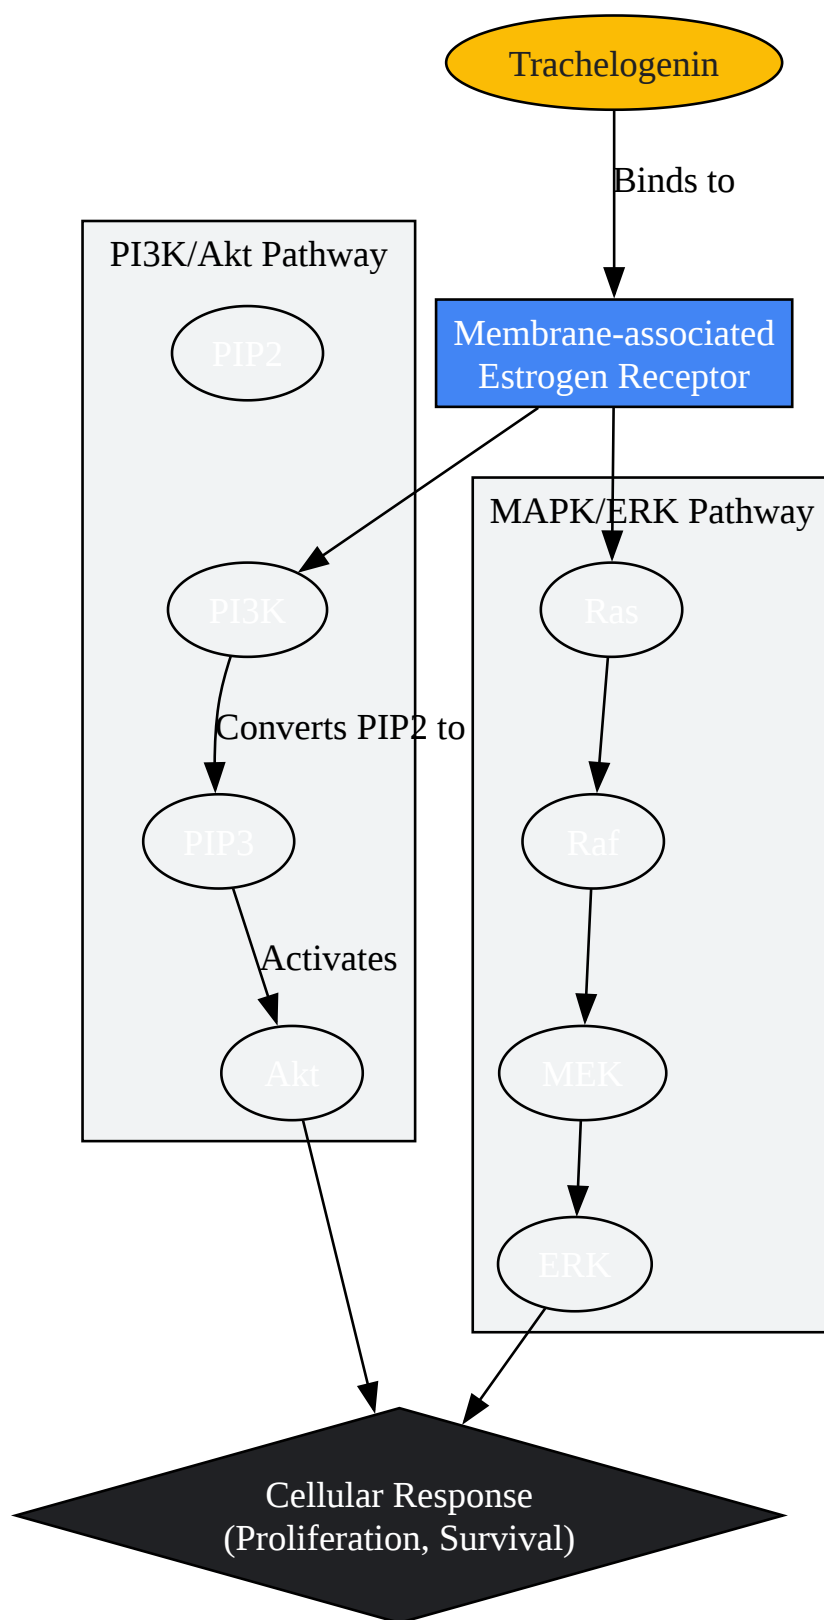 Trachelogenin
Binds to
PI3K/Akt Pathway
PIP2
Membrane-associated
Estrogen Receptor
MAPK/ERK Pathway
PI3K
Ras
Converts PIP2 to
PIP3
Raf
Activates
Akt
MEK
ERK
Cellular Response
(Proliferation, Survival)